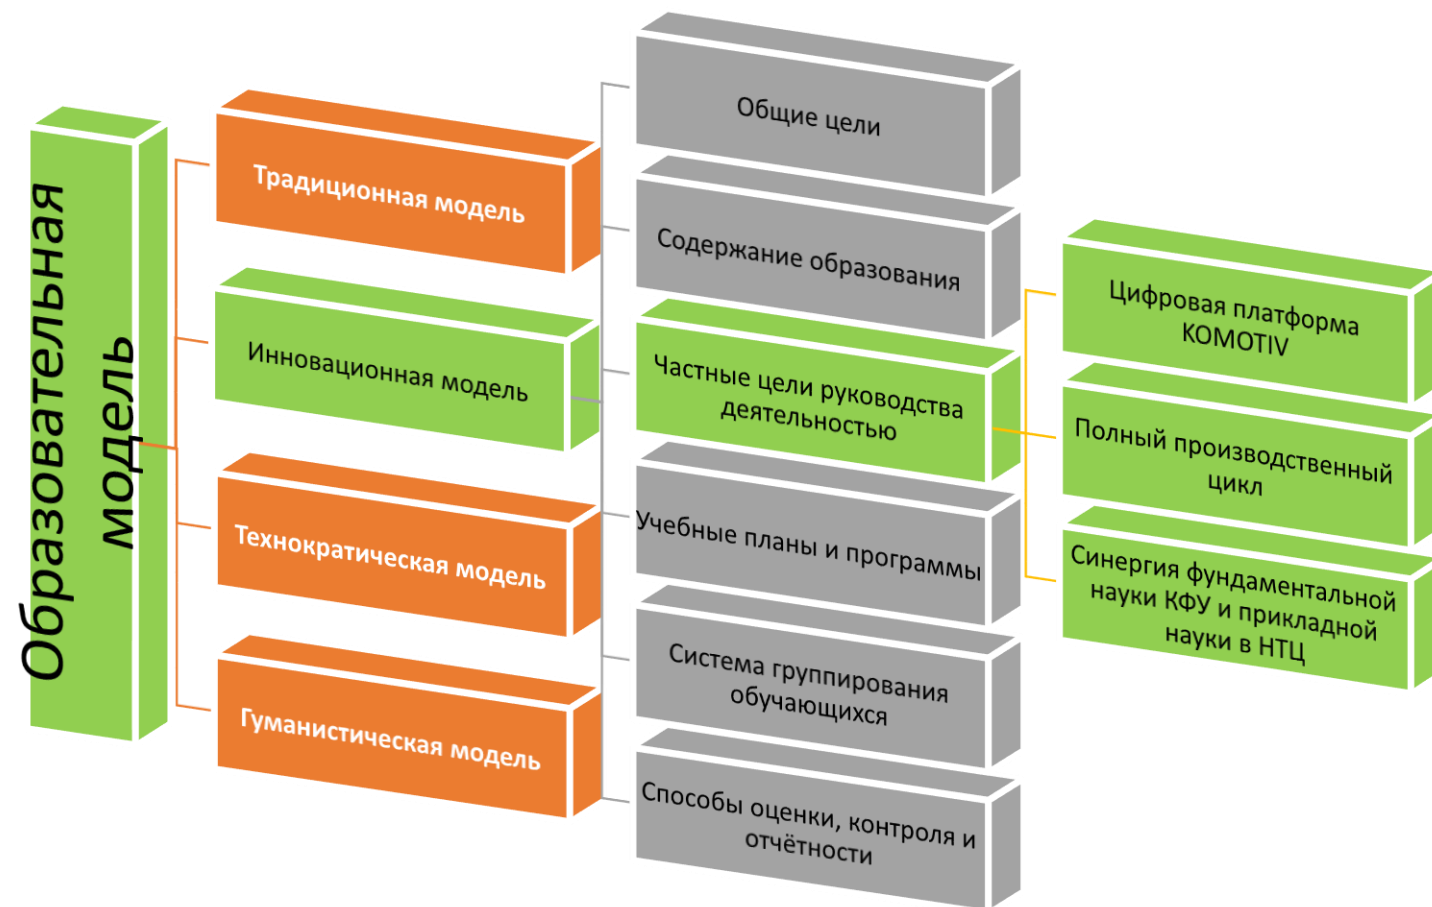 Образовательная
модель
Традиционная модель
Инновационная модель
Технократическая модель
Гуманистическая модель
Общие цели
Содержание образования
Частные цели руководства
деятельностью
Учебные планы и программы
Система группирования
обучающихся
Способы оценки, контроля и
отчётности
Цифровая платформа
KOMOTIV
Полный производственный
цикл
Синергия фундаментальной
науки КФУ и прикладной
науки в НТЦ